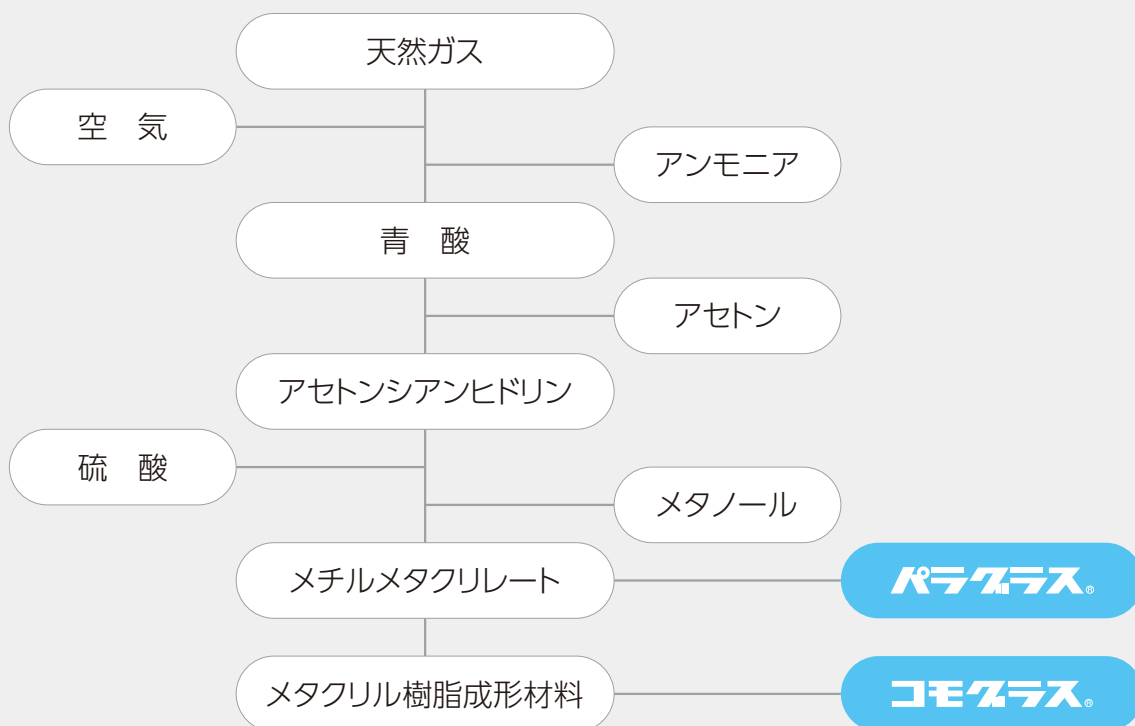 天然ガス
空　気
アンモニア
青　酸
アセトン
アセトンシアンヒドリン
硫　酸
メタノール
メチルメタクリレート
パラグラス®
メタクリル樹脂成形材料
コモグラス®